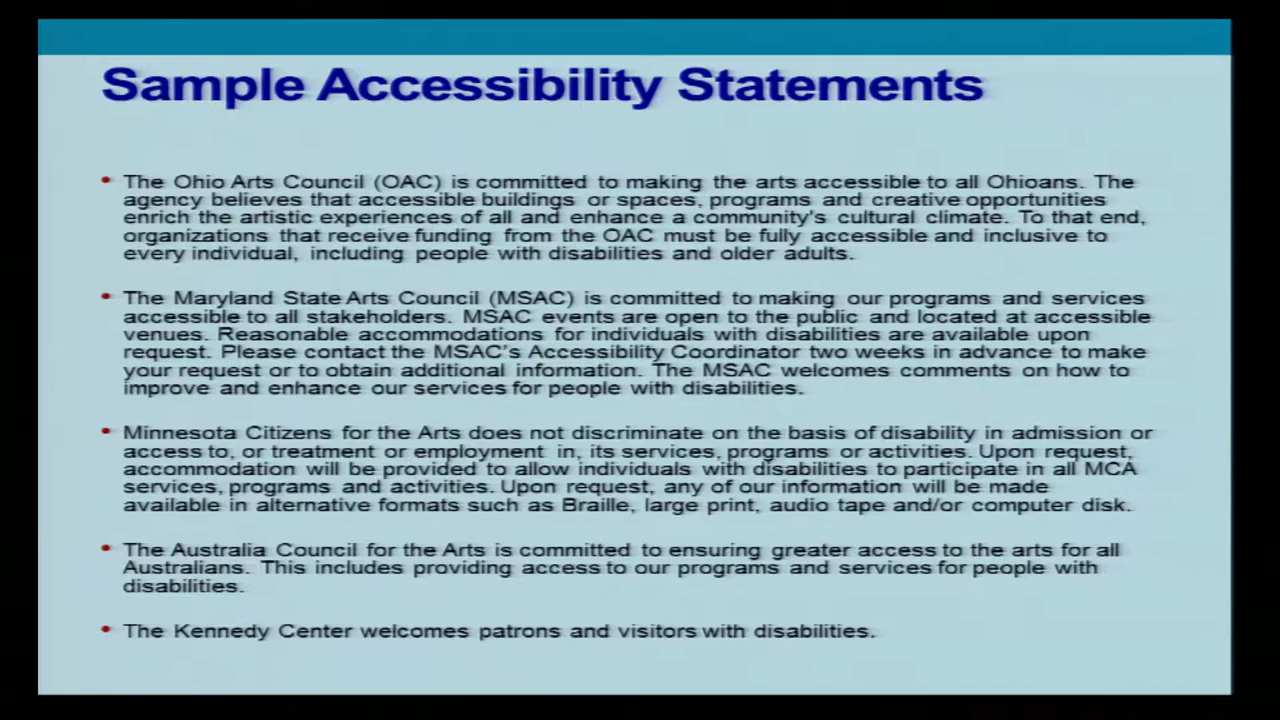 Sample Accessibility Statements
• The Ohio Arts Council (OAC) is committed to making the arts accessible to all Ohioans. The
agency believes that accessible buildings or spaces, programs and creative opportunities
enrich the artistic experiences of all and enhance a community's cultural climate. To that end,
organizations that receive funding from the OAC must be fully accessible and inclusive to
every individual, including people with disabilities and older adults.
• The Maryland State Arts Council (MSAC) is committed to making our programs and services
accessible to all stakeholders. MSAC events are open to the public and located at accessible
venues. Reasonable accommodations for individuals with disabilities are available upon
request. Please contact the MSAC's Accessibility Coordinator two weeks in advance to make
your request or to obtain additional information. The MSAC welcomes comments on how to
improve and enhance our services for people with disabilities.
• Minnesota Citizens for the Arts does not discriminate on the basis of disability in admission or
access to, or treatment or employment in, its services, programs or activities. Upon request,
accommodation will be provided to allow individuals with disabilities to participate in all MCA
services, programs and activities. Upon request, any of our information will be made
available in alternative formats such as Braille, large print, audio tape and/or computer disk.
• The Australia Council for the Arts is committed to ensuring greater access to the arts for all
Australians. This includes providing access to our programs and services for people with
disabilities.
• The Kennedy Center welcomes patrons and visitors with disabilities.